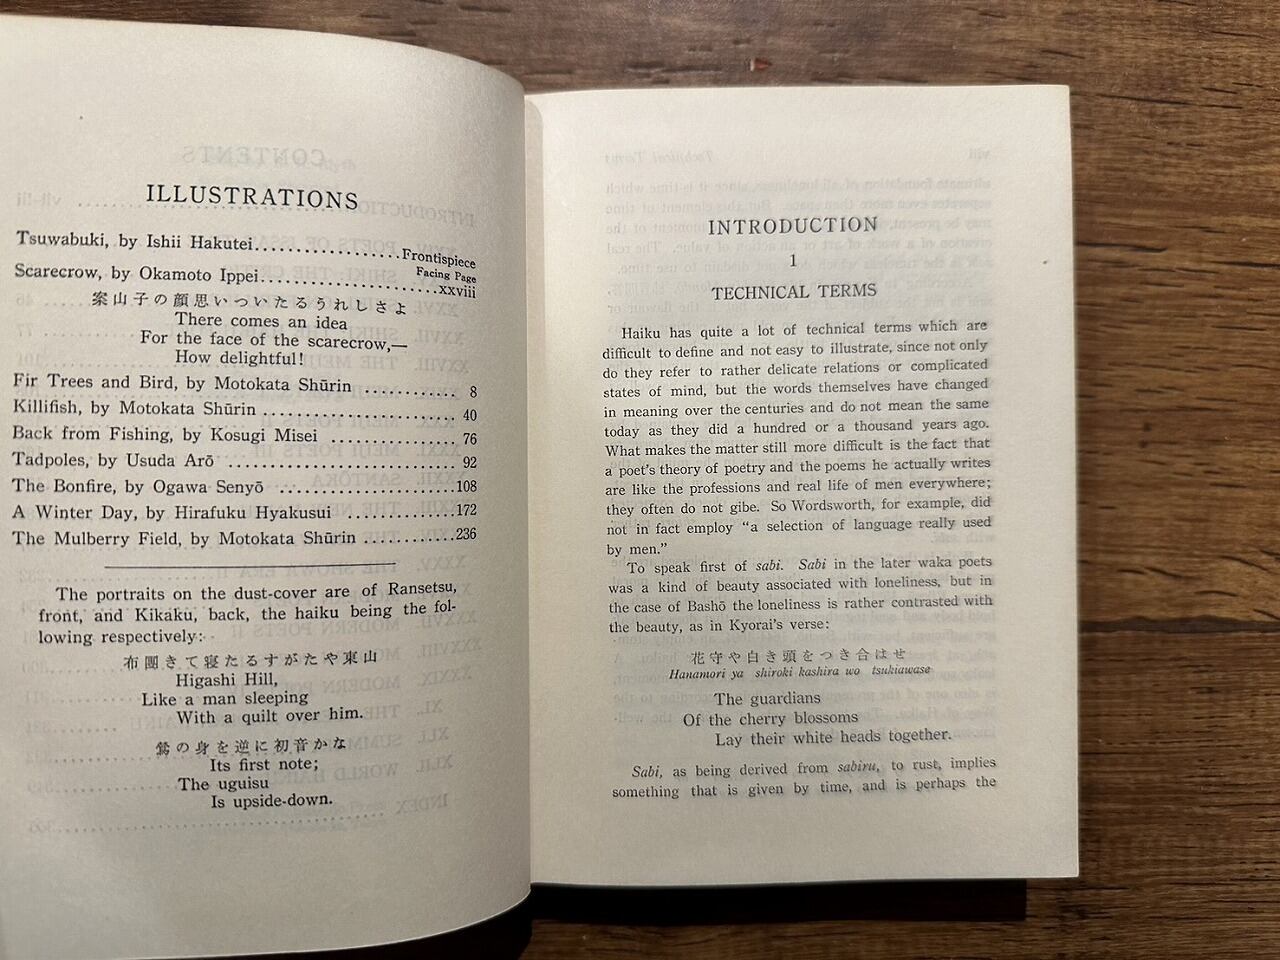 ILLUSTRATIONS
Tsuwabuki, by Ishii Hakutei..................Frontispiece
Facing Page
Scarecrow, by Okamoto Ippei......................xxviii
案山子の顔思いついたるうれしさよ
There comes an idea
For the face of the scarecrow,—
How delightful!
Fir Trees and Bird, by Motokata Shūrin ............ 8
Killifish, by Motokata Shūrin ........................ 40
Back from Fishing, by Kosugi Misei ................ 76
Tadpoles, by Usuda Arō ............................. 92
The Bonfire, by Ogawa Senyō ......................108
A Winter Day, by Hirafuku Hyakusui ..............172
The Mulberry Field, by Motokata Shūrin ............236
The portraits on the dust-cover are of Ransetsu,
front, and Kikaku, back, the haiku being the fol-
lowing respectively:
布團きて寝たるすがたや東山
Higashi Hill,
Like a man sleeping
With a quilt over him.
の身を逆に初音かな
Its first note;
The uguisu
Is upside-down.
INTRODUCTION
1
TECHNICAL TERMS
Haiku has quite a lot of technical terms which are
difficult to define and not easy to illustrate, since not only
do they refer to rather delicate relations or complicated
states of mind, but the words themselves have changed
in meaning over the centuries and do not mean the same
today as they did a hundred or a thousand years ago.
What makes the matter still more difficult is the fact that
a poet's theory of poetry and the poems he actually writes
are like the professions and real life of men everywhere;
they often do not gibe. So Wordsworth, for example, did
not in fact employ “a selection of language really used
by men.”
To speak first of sabi. Sabi in the later waka poets
was a kind of beauty associated with loneliness, but in
the case of Bashō the loneliness is rather contrasted with
the beauty, as in Kyorai's verse:
花守や白き頭をつき合はせ
Hanamori ya shiroki kashira wo tsukiawase
The guardians
Of the cherry blossoms
Lay their white heads together.
Sabi, as being derived from sabiru, to rust, implies
something that is given by time, and is perhaps the